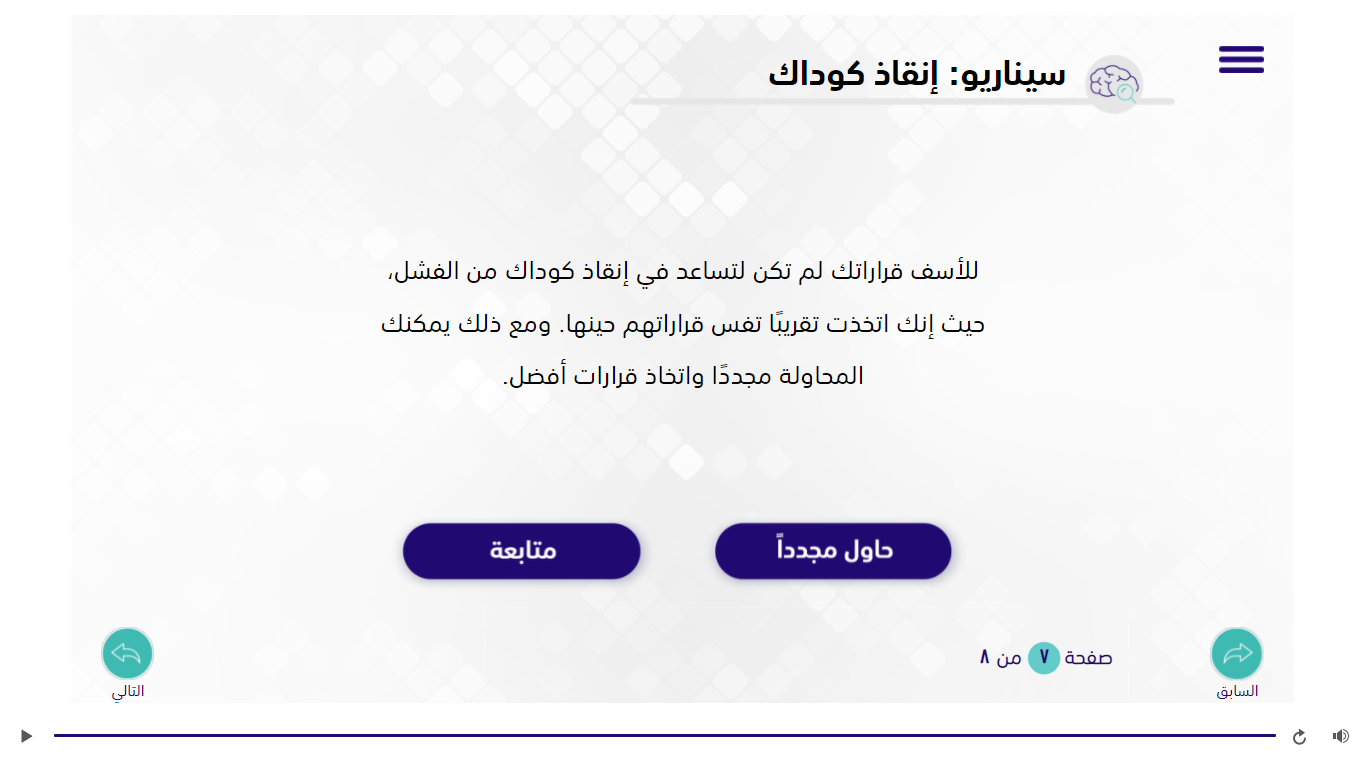 سيناريو: إنقاذ كوداك
للأسف قراراتك لم تكن لتساعد في إنقاذ كوداك من الفشل،
حيث إنك اتخذت تقريبًا تفس قراراتهم حينها. ومع ذلك يمكنك
المحاولة مجددًا واتخاذ قرارات أفضل.
حاول مجدداً
متابعة
صفحة ٧ من ٨
السابق
التالي